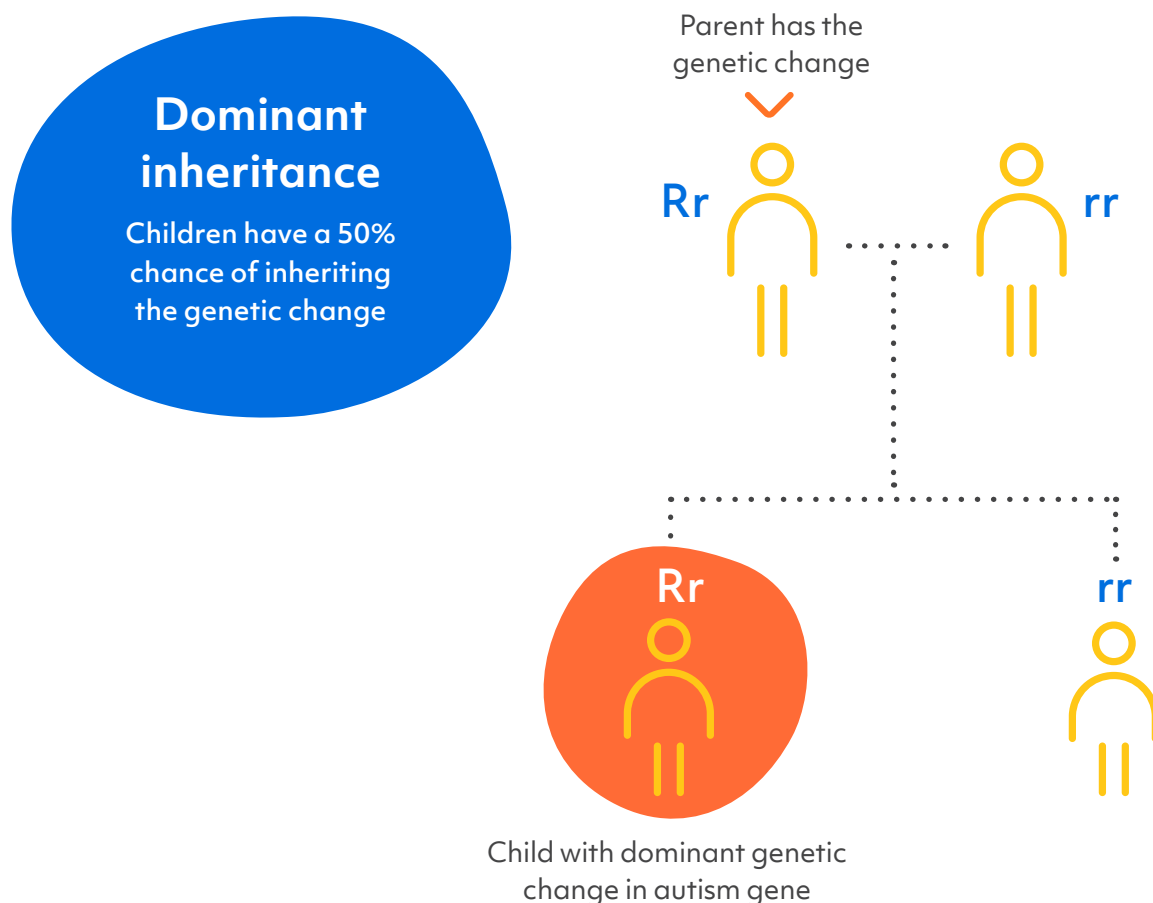 Dominant
inheritance
Children have a 50%
chance of inheriting
the genetic change
Parent has the
genetic change
Rr
rr
Rr
rr
Child with dominant genetic
change in autism gene